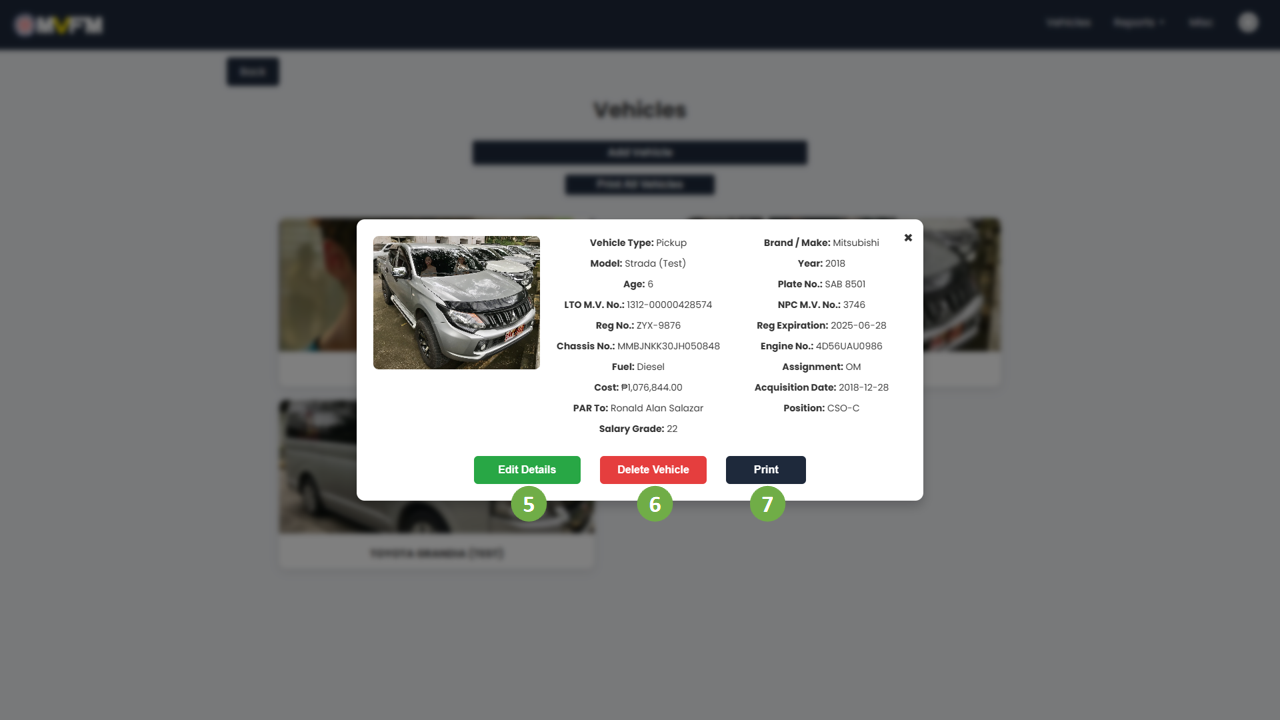 MVFM
Vehicles Reports Misc
Back
Vehicles
Add Vehicle
Print All Vehicles
✖
Vehicle Type: Pickup
Brand / Make: Mitsubishi
Model: Strada (Test)
Year: 2018
Age: 6
Plate No.: SAB 8501
LTO M.V. No.: 1312-00000428574
NPC M.V. No.: 3746
Reg No.: ZYX-9876
Reg Expiration: 2025-06-28
Chassis No.: MMBJNKK30JH050848
Engine No.: 4D56UAU0986
Fuel: Diesel
Assignment: OM
Cost: ₱1,076,844.00
Acquisition Date: 2018-12-28
PAR To: Ronald Alan Salazar
Position: CSO-C
Salary Grade: 22
Edit Details Delete Vehicle Print
5 6 7
TOYOTA GRANDIA (TEST)